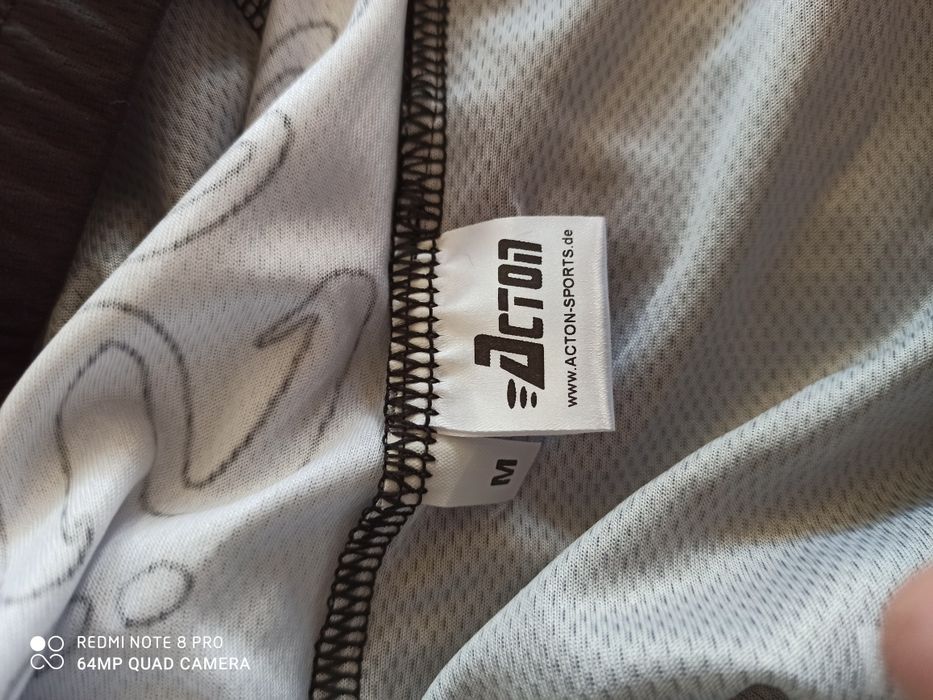 ACTON
www.ACTON-SPORTS.de
M
REDMI NOTE 8 PRO
64MP QUAD CAMERA